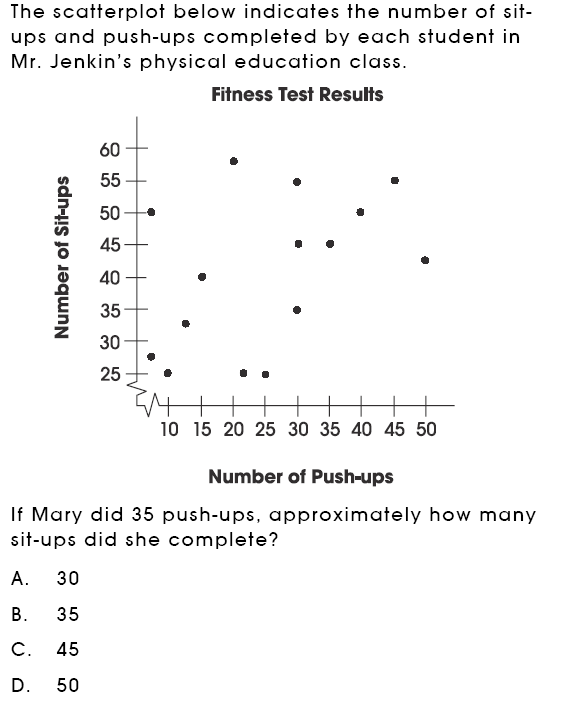 The scatterplot below indicates the number of sit-
ups and push-ups completed by each student in
Mr. Jenkin's physical education class.
Fitness Test Results
Number of Sit-ups
60
55
50
45
40
35
30
25
10 15 20 25 30 35 40 45 50
Number of Push-ups
If Mary did 35 push-ups, approximately how many
sit-ups did she complete?
A. 30
B. 35
C. 45
D. 50